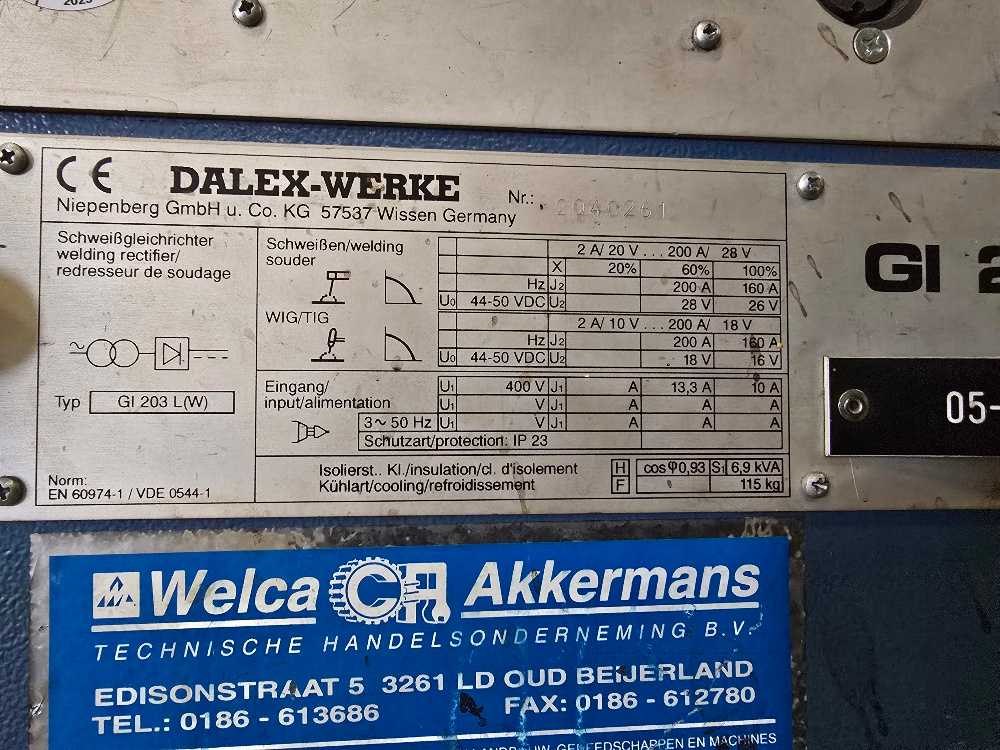 2023
CE DALEX-WERKE Nr.: 2040261
Niepenberg GmbH u. Co. KG 57537 Wissen Germany
Schweißgleichrichter
welding rectifier/
redresseur de soudage
Typ GI 203 L(W)
Norm:
EN 60974-1 / VDE 0544-1
Schweißen/welding
souder
2 A/ 20 V ... 200 A/ 28 V
X 20% 60% 100%
Hz J2 200 A 160 A
U0 44-50 VDC U2 28 V 26 V
WIG/TIG
2 A/ 10 V ... 200 A/ 18 V
Hz J2 200 A 160 A
U0 44-50 VDC U2 18 V 16 V
Eingang/
input/alimentation
U1 400 V J1 A 13,3 A 10 A
U1 V J1 A A A
3~ 50 Hz U1 V J1 A A A
Schutzart/protection: IP 23
Isolierst.. Kl./insulation/cl. d'isolement H cosφ0,93 S1 6,9 kVA
Kühlart/cooling/refroidissement F 115 kg
GI 2
05-
Welca CA Akkermans
TECHNISCHE HANDELSONDERNEMING B.V.
EDISONSTRAAT 5 3261 LD OUD BEIJERLAND
TEL.: 0186 - 613686 FAX: 0186 - 612780
GEREEDSCHAPPEN EN MACHINES